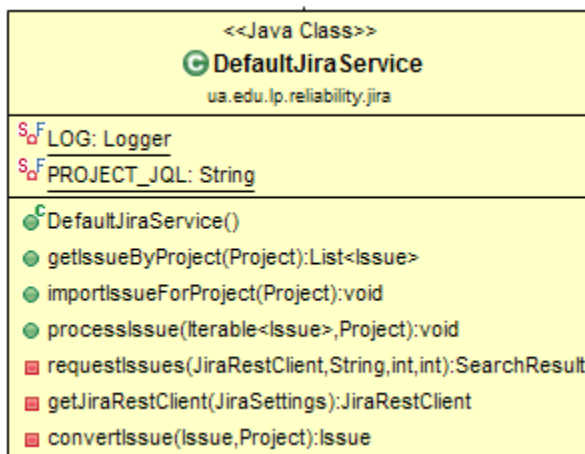 <<Java Class>>
C DefaultJiraService
ua.edu.lp.reliability.jira
S F LOG: Logger
S F PROJECT_JQL: String
C DefaultJiraService()
getIssueByProject(Project):List<Issue>
importIssueForProject(Project):void
processIssue(Iterable<Issue>,Project):void
requestIssues(JiraRestClient,String,int,int):SearchResult
getJiraRestClient(JiraSettings):JiraRestClient
convertIssue(Issue,Project):Issue